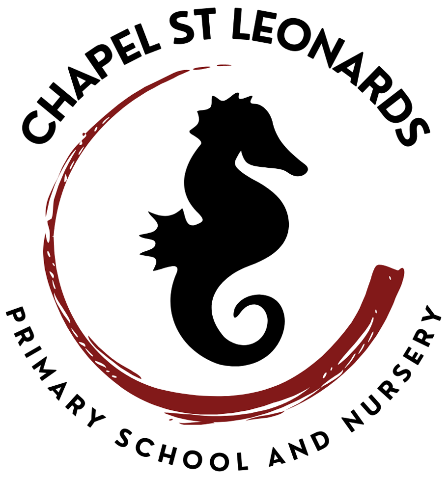 CHAPEL ST LEONARDS
PRIMARY SCHOOL AND NURSERY